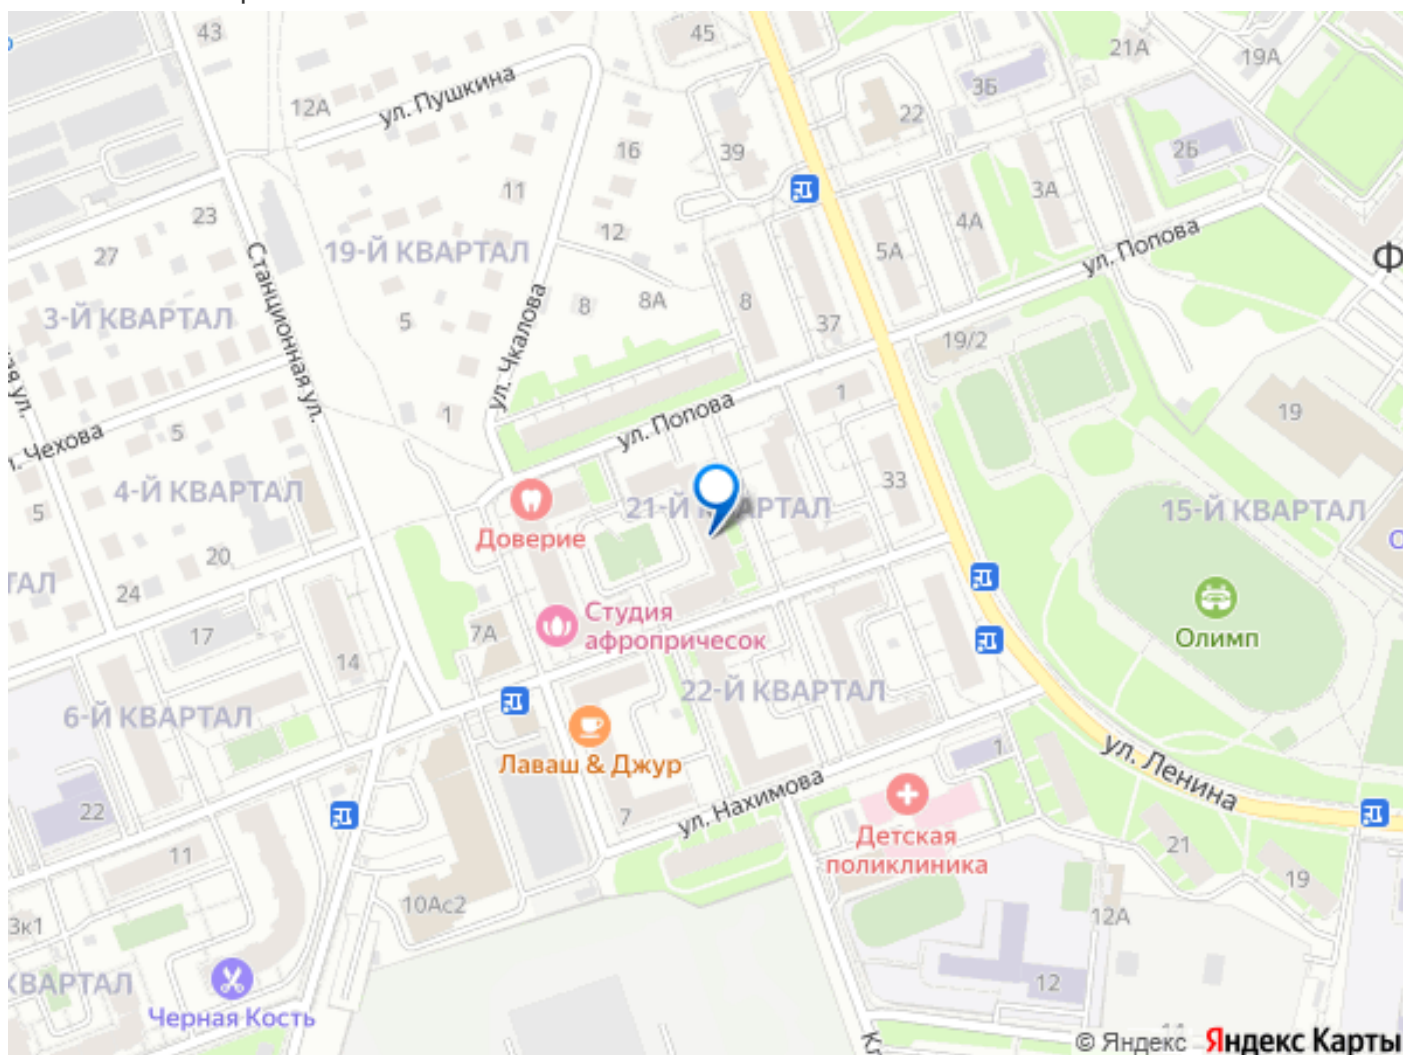 43
45
21А
19А
ул. Пушкина
12А
3Б
22
16
39
2Б
11
3А
23
12
4А
ул. Попова
27
19-Й КВАРТАЛ
Станционная ул.
5А
Ф
8
8А
8
3-Й КВАРТАЛ
5
ул. Чкалова
37
19/2
1
1
19
ул. Попова
5
Чехова
4-Й КВАРТАЛ
33
5
21-Й КВАРТАЛ
15-Й КВАРТАЛ
Доверие
20
24
Студия
афропричесок
7А
17
14
Олимп
22-Й КВАРТАЛ
6-Й КВАРТАЛ
Лаваш & Джур
1
ул. Ленина
22
7
ул. Нахимова
Детская
поликлиника
21
11
19
3к1
10Ас2
12А
КВАРТАЛ
12
Черная Кость
© Яндекс Яндекс Карты